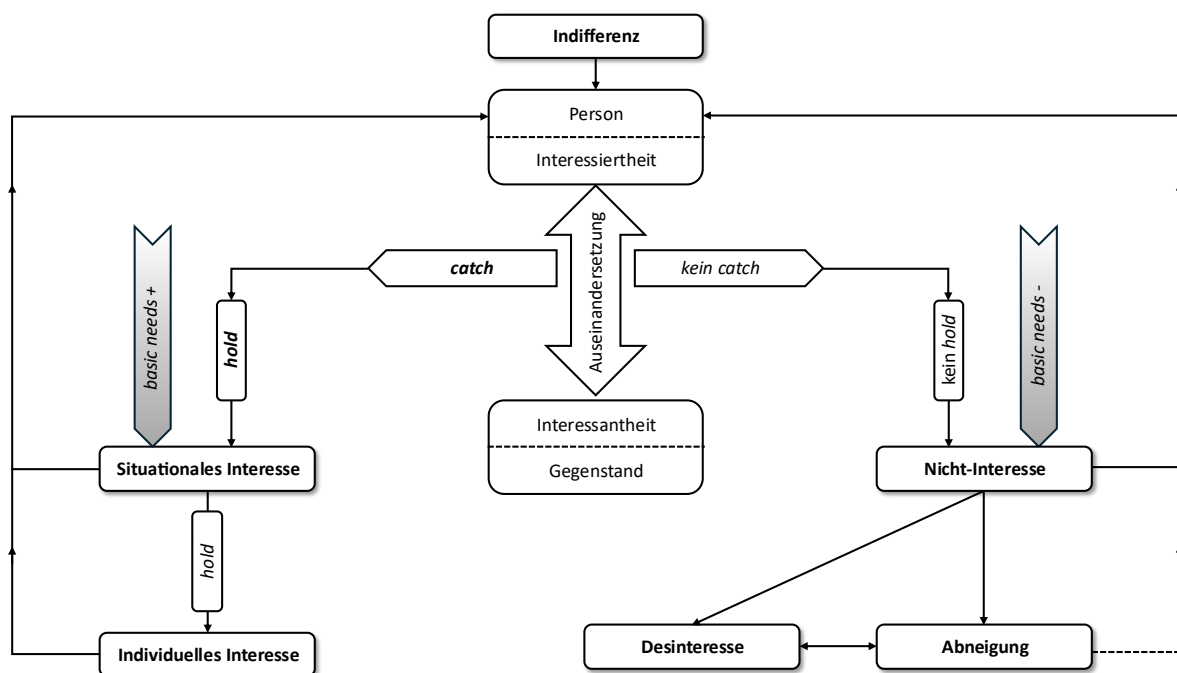 Indifferenz
Person
Interessiertheit
Auseinandersetzung
catch
kein catch
basic needs +
hold
kein hold
basic needs -
Interessantheit
Gegenstand
Situationales Interesse
Nicht-Interesse
hold
Desinteresse
Abneigung
Individuelles Interesse